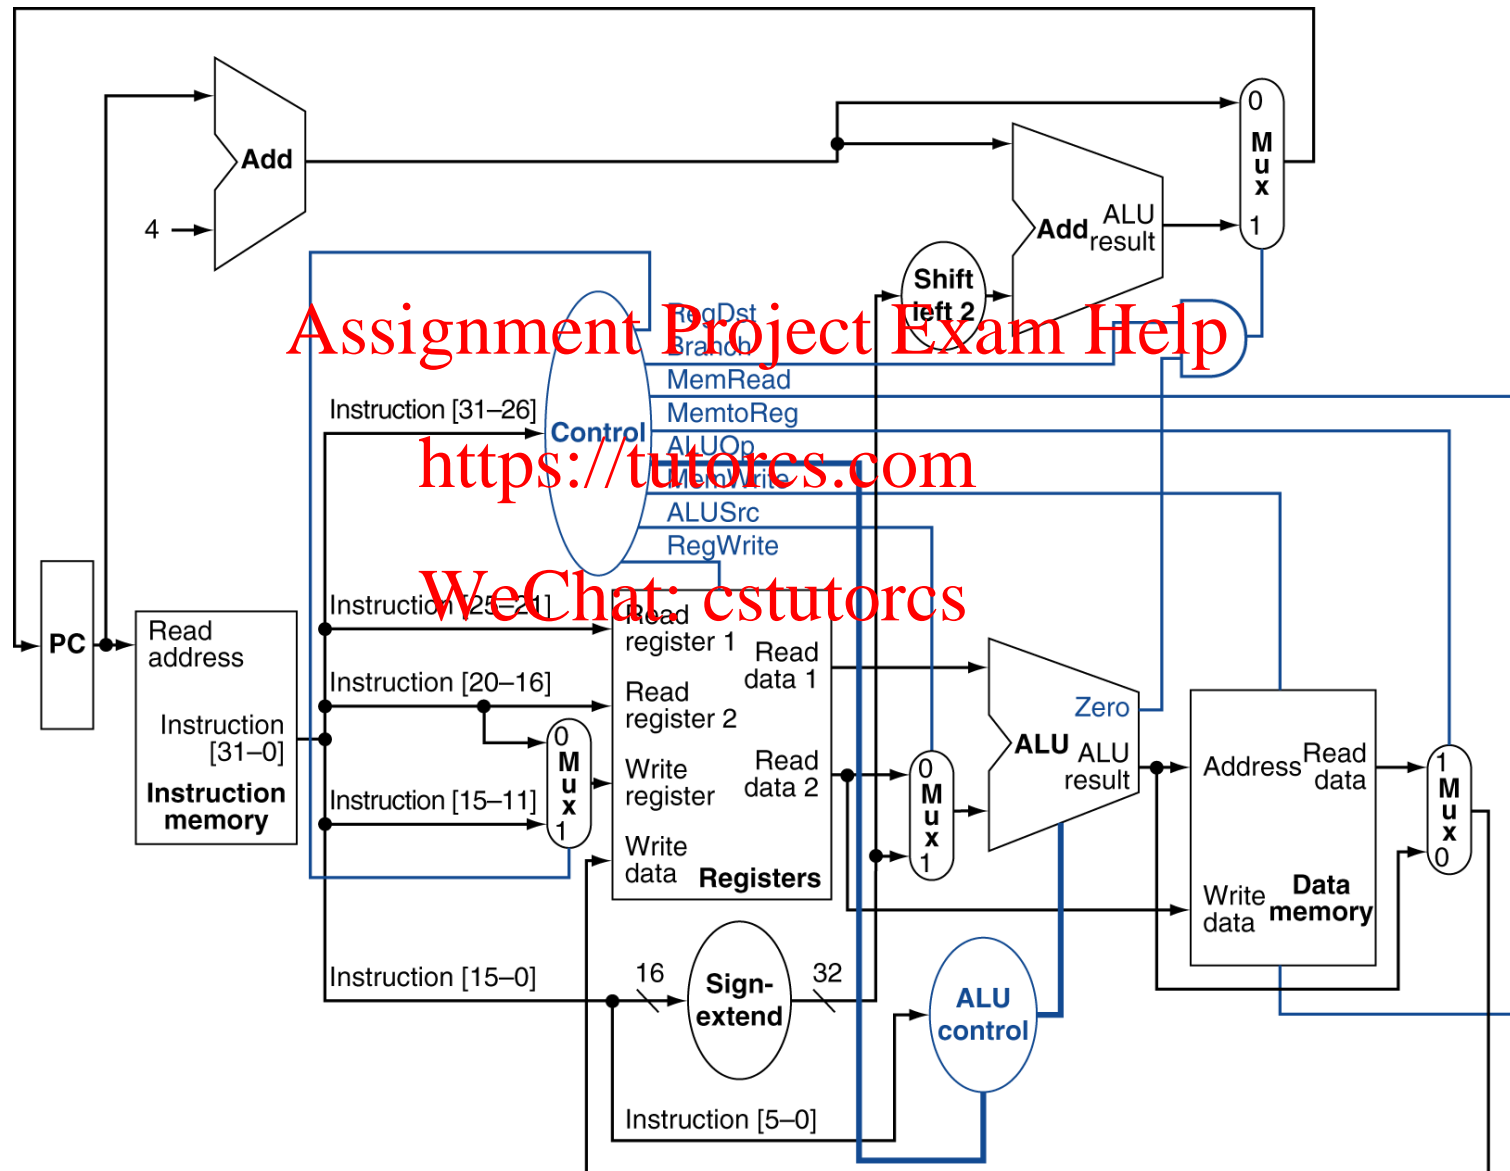 0
M
u
x
1
Add
4
Add
ALU
result
Shift
left 2
RegDst
Branch
MemRead
MemtoReg
ALUOp
MemWrite
ALUSrc
RegWrite
Assignment Project Exam Help
https://tutorcs.com
WeChat: cstutorcs
Instruction [31–26]
Control
Instruction [25–21]
Instruction [20–16]
Instruction [15–11]
Instruction [15–0]
Instruction [5–0]
PC
Read
address
Instruction
[31–0]
Instruction
memory
0
M
u
x
1
Read
register 1
Read
register 2
Write
register
Write
data
Read
data 1
Read
data 2
Registers
16
Sign-
extend
32
0
M
u
x
1
Zero
ALU
ALU
result
ALU
control
Address
Read
data
Write
data
Data
memory
1
M
u
x
0